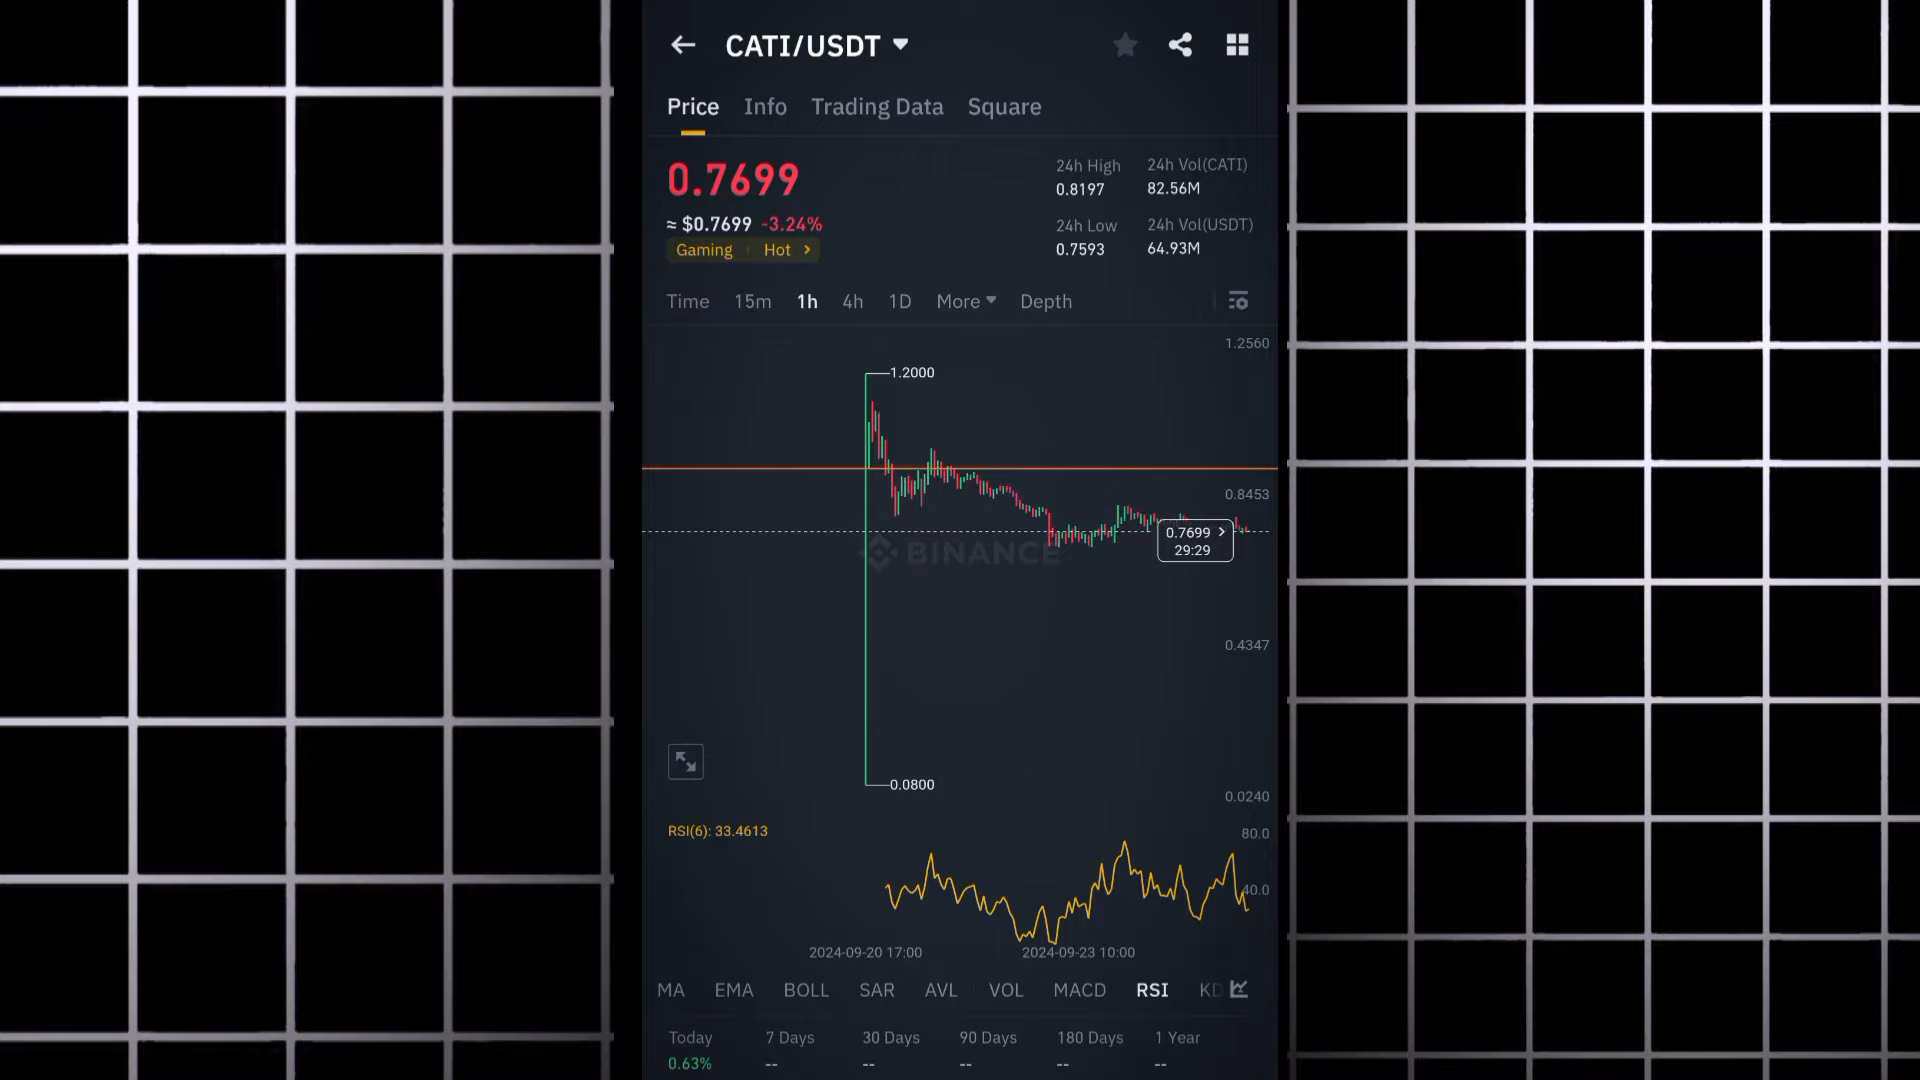 CATI/USDT
Price Info Trading Data Square
0.7699
≈ $0.7699 -3.24%
Gaming Hot >
24h High 24h Vol(CATI)
0.8197 82.56M
24h Low 24h Vol(USDT)
0.7593 64.93M
Time 15m 1h 4h 1D More Depth
1.2560
1.2000
0.8453
0.7699 >
29:29
BINANCE
0.4347
0.0800
0.0240
RSI(6): 33.4613
80.0
40.0
2024-09-20 17:00 2024-09-23 10:00
MA EMA BOLL SAR AVL VOL MACD RSI KD
Today 7 Days 30 Days 90 Days 180 Days 1 Year
0.63% -- -- -- -- --